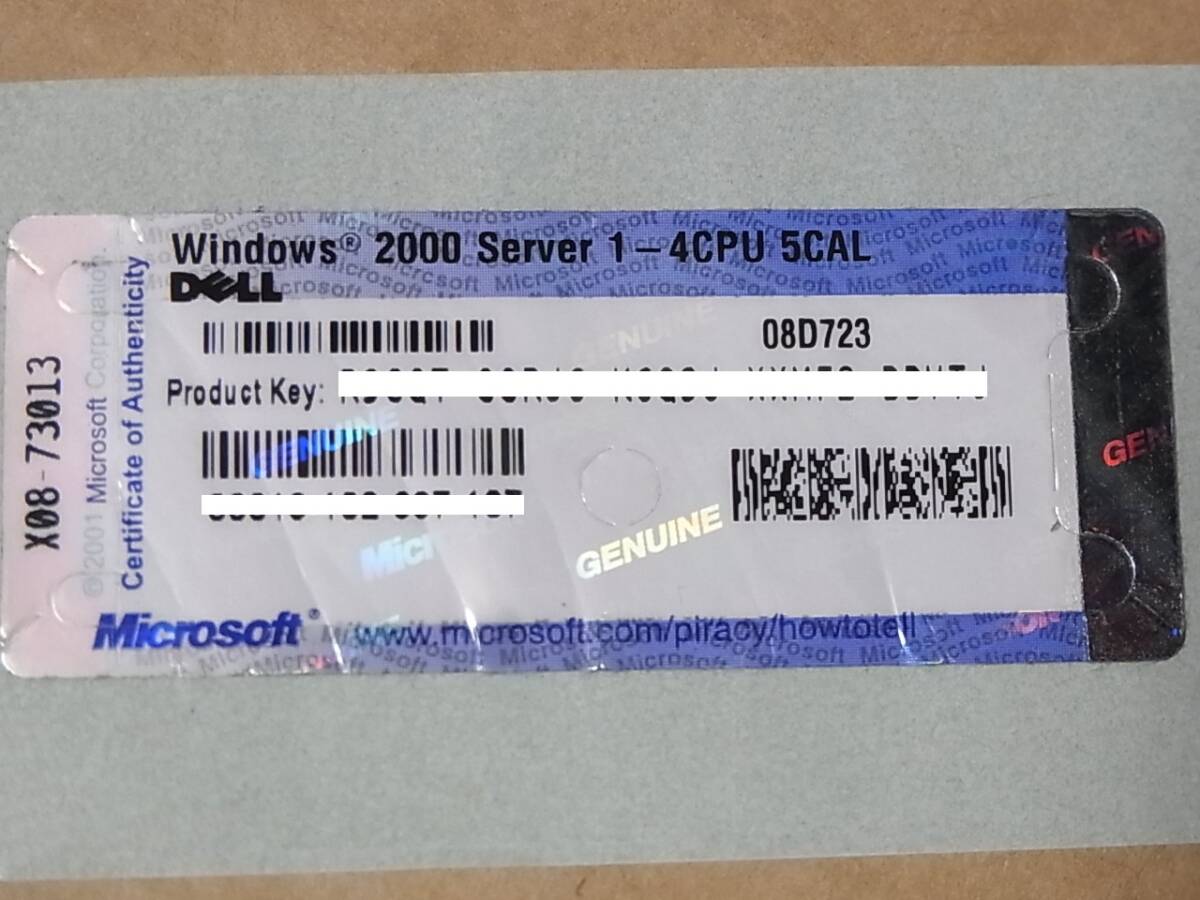 Windows® 2000 Server 1-4CPU 5CAL
DELL
08D723
Product Key:
GENUINE
GENUINE
GENUINE
Microsoft® www.microsoft.com/piracy/howtotell
X08-73013
©2001 Microsoft Corporation.
Certificate of Authenticity